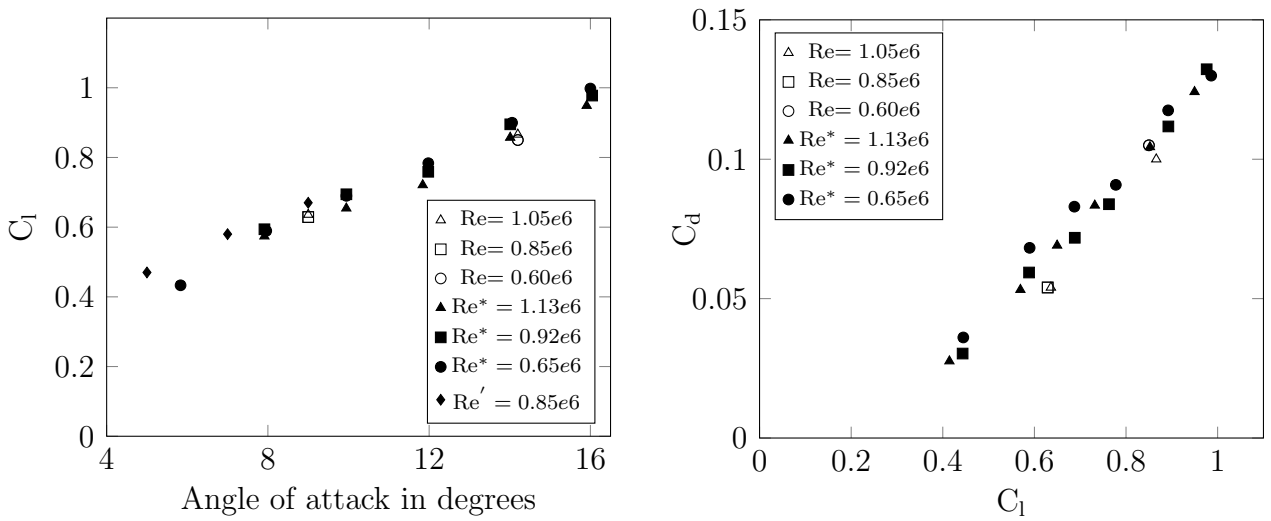 1
0.8
0.6
0.4
0.2
0
4
8
12
16
C_l
Angle of attack in degrees
Re= 1.05e6
Re= 0.85e6
Re= 0.60e6
Re* = 1.13e6
Re* = 0.92e6
Re* = 0.65e6
Re′ = 0.85e6
0.15
0.1
0.05
0
0
0.2
0.4
0.6
0.8
1
C_d
C_l
Re= 1.05e6
Re= 0.85e6
Re= 0.60e6
Re* = 1.13e6
Re* = 0.92e6
Re* = 0.65e6